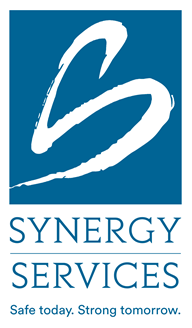 SYNERGY
SERVICES
Safe today. Strong tomorrow.